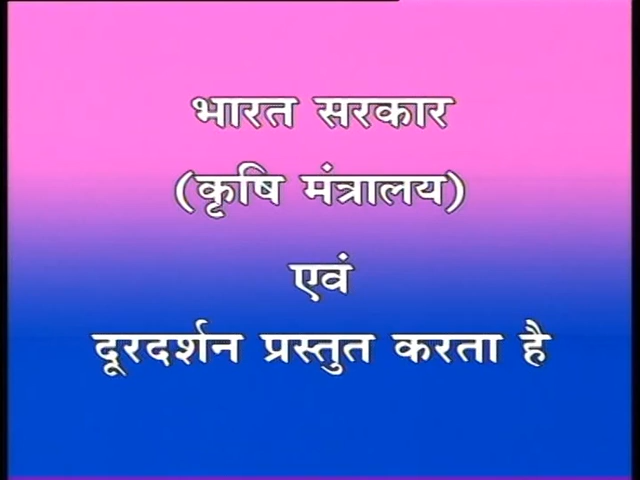 भारत सरकार
(कृषि मंत्रालय)
एवं
दूरदर्शन प्रस्तुत करता है